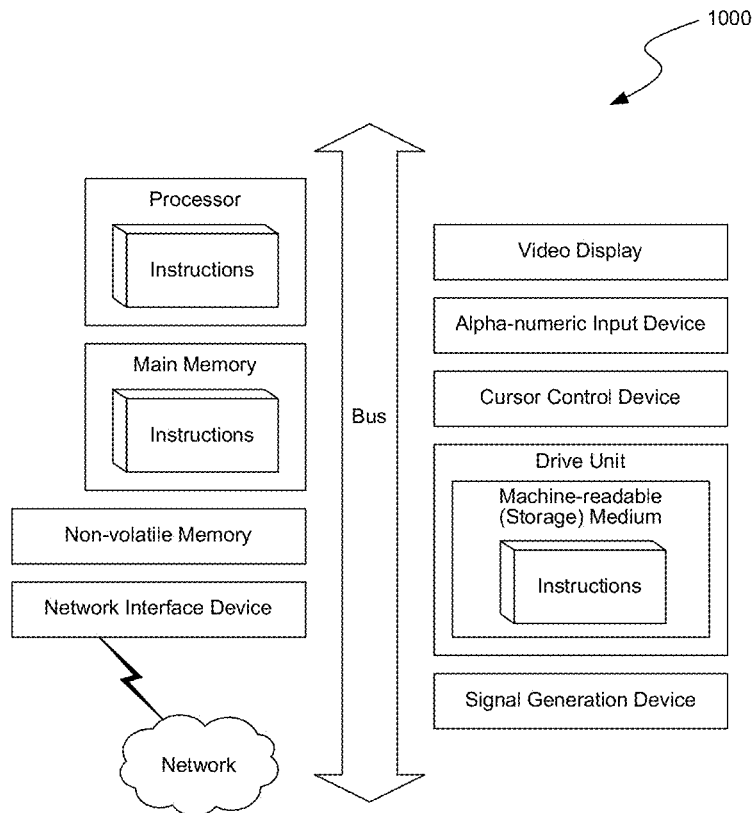 1000
Processor
Instructions
Main Memory
Instructions
Non-volatile Memory
Network Interface Device
Network
Bus
Video Display
Alpha-numeric Input Device
Cursor Control Device
Drive Unit
Machine-readable
(Storage) Medium
Instructions
Signal Generation Device